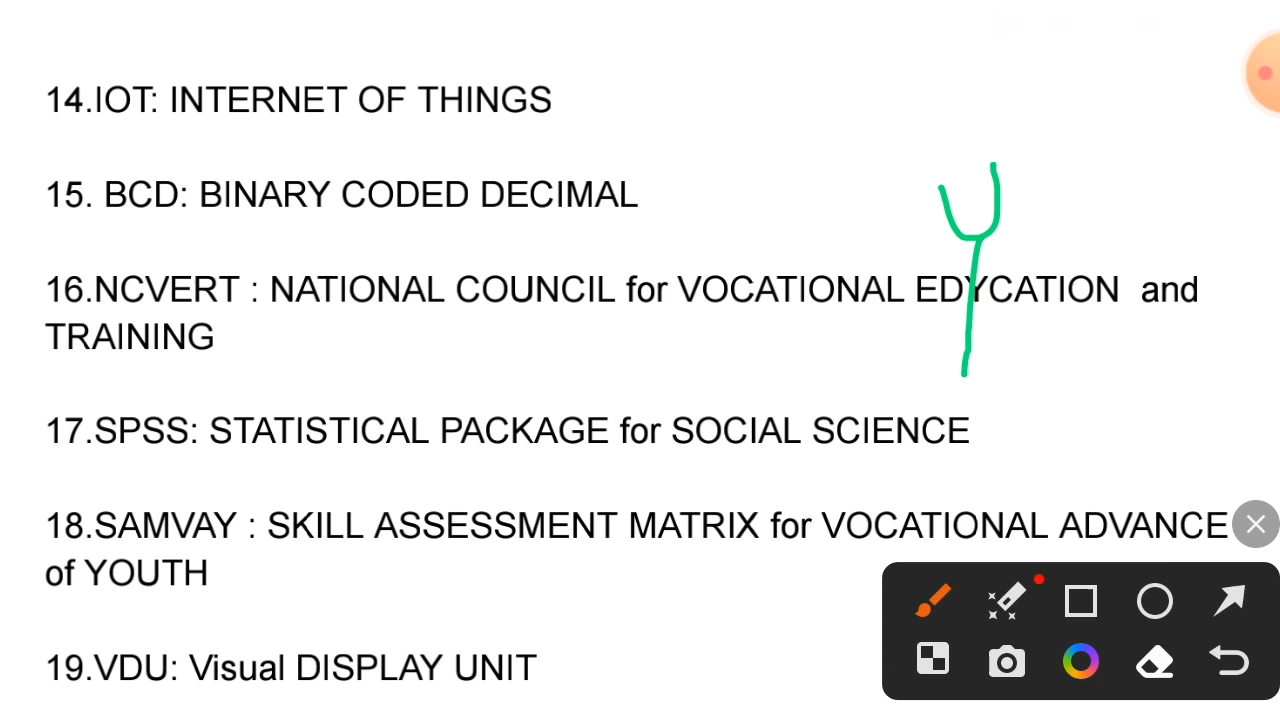 14.IOT: INTERNET OF THINGS
15. BCD: BINARY CODED DECIMAL
16.NCVERT : NATIONAL COUNCIL for VOCATIONAL EDYCATION and
TRAINING
17.SPSS: STATISTICAL PACKAGE for SOCIAL SCIENCE
18.SAMVAY : SKILL ASSESSMENT MATRIX for VOCATIONAL ADVANCE
of YOUTH
19.VDU: Visual DISPLAY UNIT